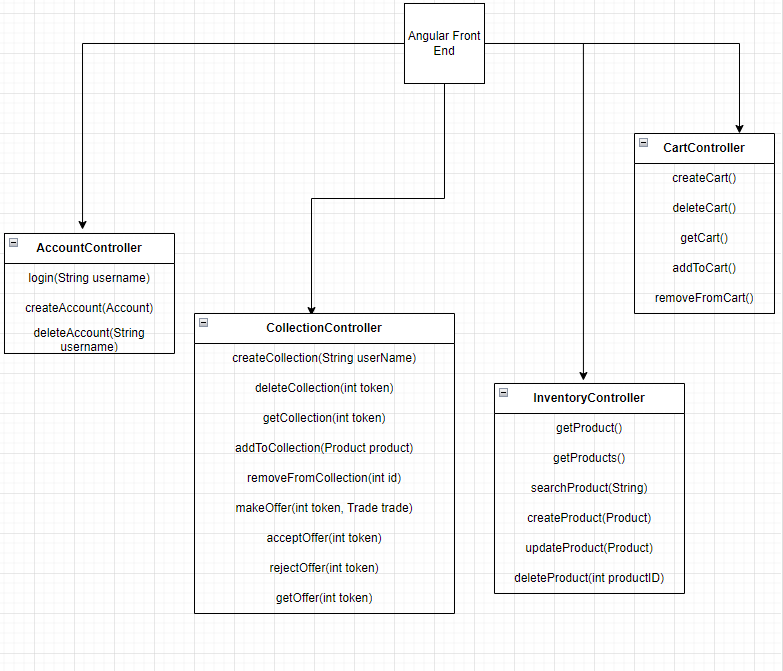 Angular Front
End
CartController
createCart()
deleteCart()
getCart()
addToCart()
removeFromCart()
AccountController
login(String username)
createAccount(Account)
deleteAccount(String
username)
CollectionController
createCollection(String userName)
deleteCollection(int token)
getCollection(int token)
addToCollection(Product product)
removeFromCollection(int id)
makeOffer(int token, Trade trade)
acceptOffer(int token)
rejectOffer(int token)
getOffer(int token)
InventoryController
getProduct()
getProducts()
searchProduct(String)
createProduct(Product)
updateProduct(Product)
deleteProduct(int productID)